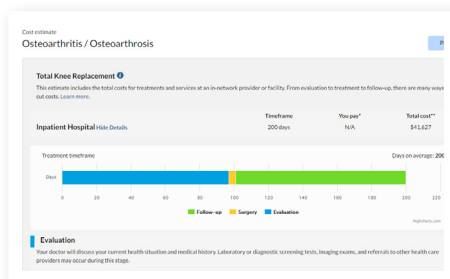 Cost estimate
Osteoarthritis / Osteoarthrosis
P
Total Knee Replacement
This estimate includes the total costs for treatments and services at an in-network provider or facility. From evaluation to treatment to follow-up, there are many ways
cut costs. Learn more.
Timeframe You pay* Total cost**
Inpatient Hospital Hide Details 200 days N/A $41,627
Treatment timeframe Days on average: 200
Days
0 20 40 60 80 100 120 140 160 180 200 220
Follow-up Surgery Evaluation
Highcharts.com
Evaluation
Your doctor will discuss your current health situation and medical history. Laboratory or diagnostic screening tests, imaging exams, and referrals to other health care
providers may occur during this stage.